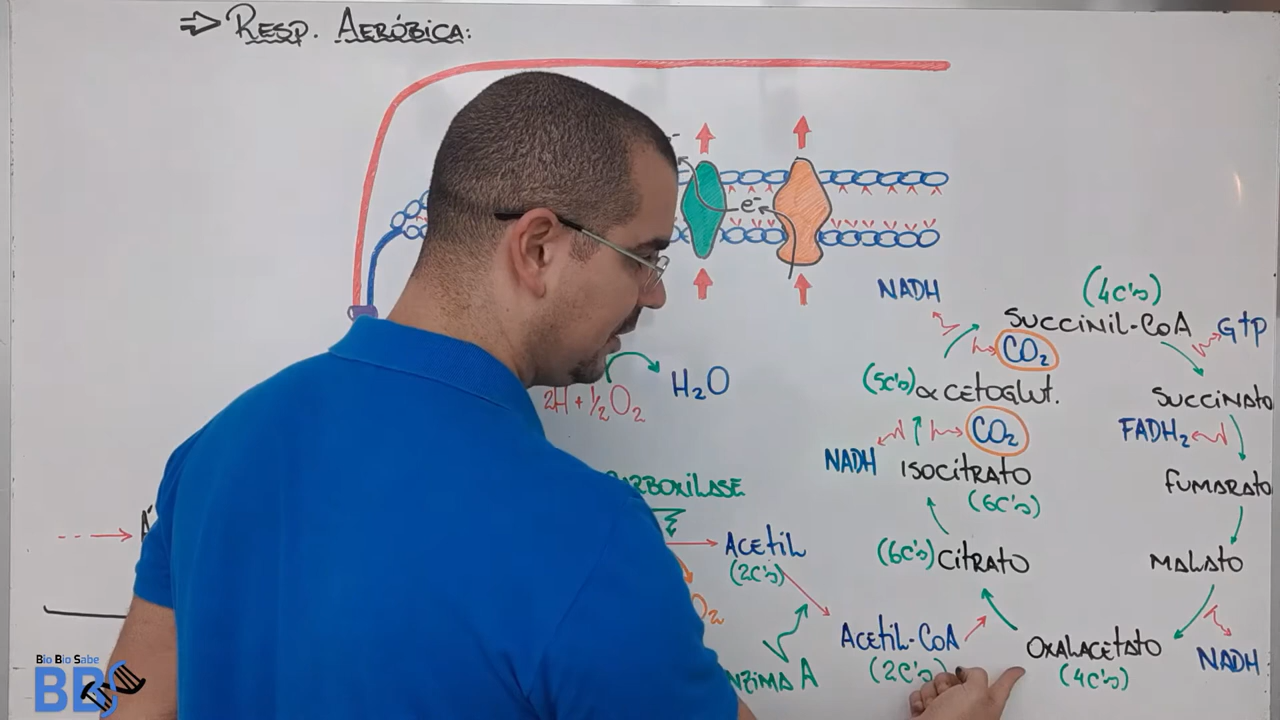 ⇒ RESP. AERÓBICA:
e-
NADH
(4C's)
SUCCINIL-CoA
GtP
CO₂
2H + ½O₂
H₂O
(5C's) α CEtOGLUt.
SUCCINAtO
CO₂
FADH₂
NADH
ISOCItRAtO
(6C's)
FUMARAtO
ACEtIL
(2C's)
(6C's) CItRAtO
MALAtO
ACEtIL-CoA
(2C's)
OXALACEtAtO
(4C's)
NADH
A
Bio Bio Sabe
BBS